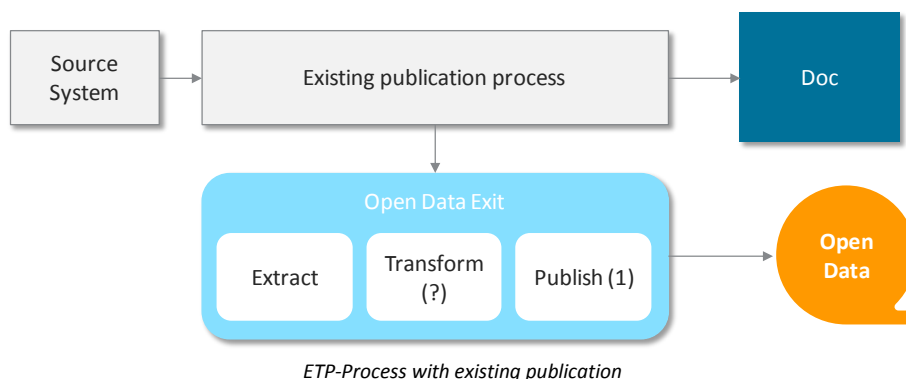 Source
System
Existing publication process
Doc
Open Data Exit
Extract
Transform
(?)
Publish (1)
Open
Data
ETP-Process with existing publication